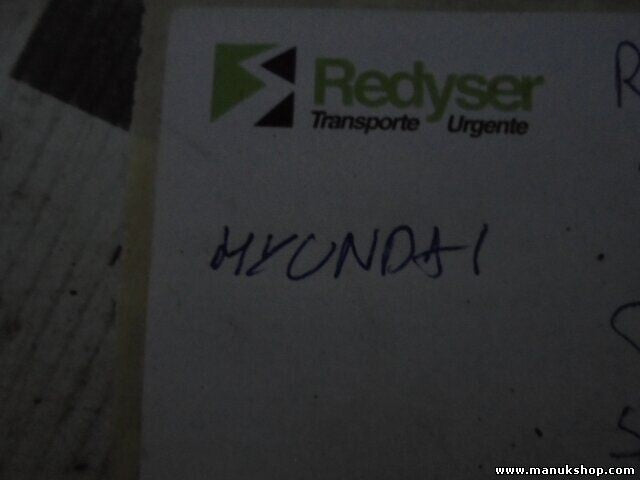 Redyser
Transporte Urgente
R
HYUNDAI
S
www.manukshop.com